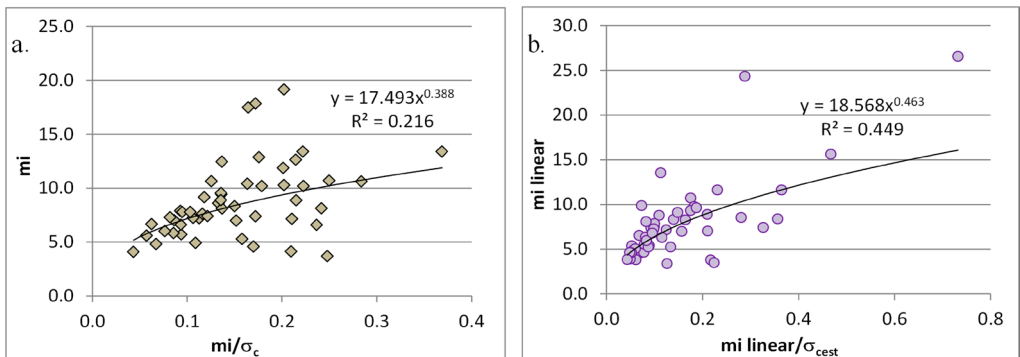 a.
25.0
20.0
15.0
10.0
5.0
0.0
mi
y = 17.493x^0.388
R² = 0.216
0.0 0.1 0.2 0.3 0.4
mi/σc
b.
30.0
25.0
20.0
15.0
10.0
5.0
0.0
mi linear
y = 18.568x^0.463
R² = 0.449
0.0 0.2 0.4 0.6 0.8
mi linear/σcest